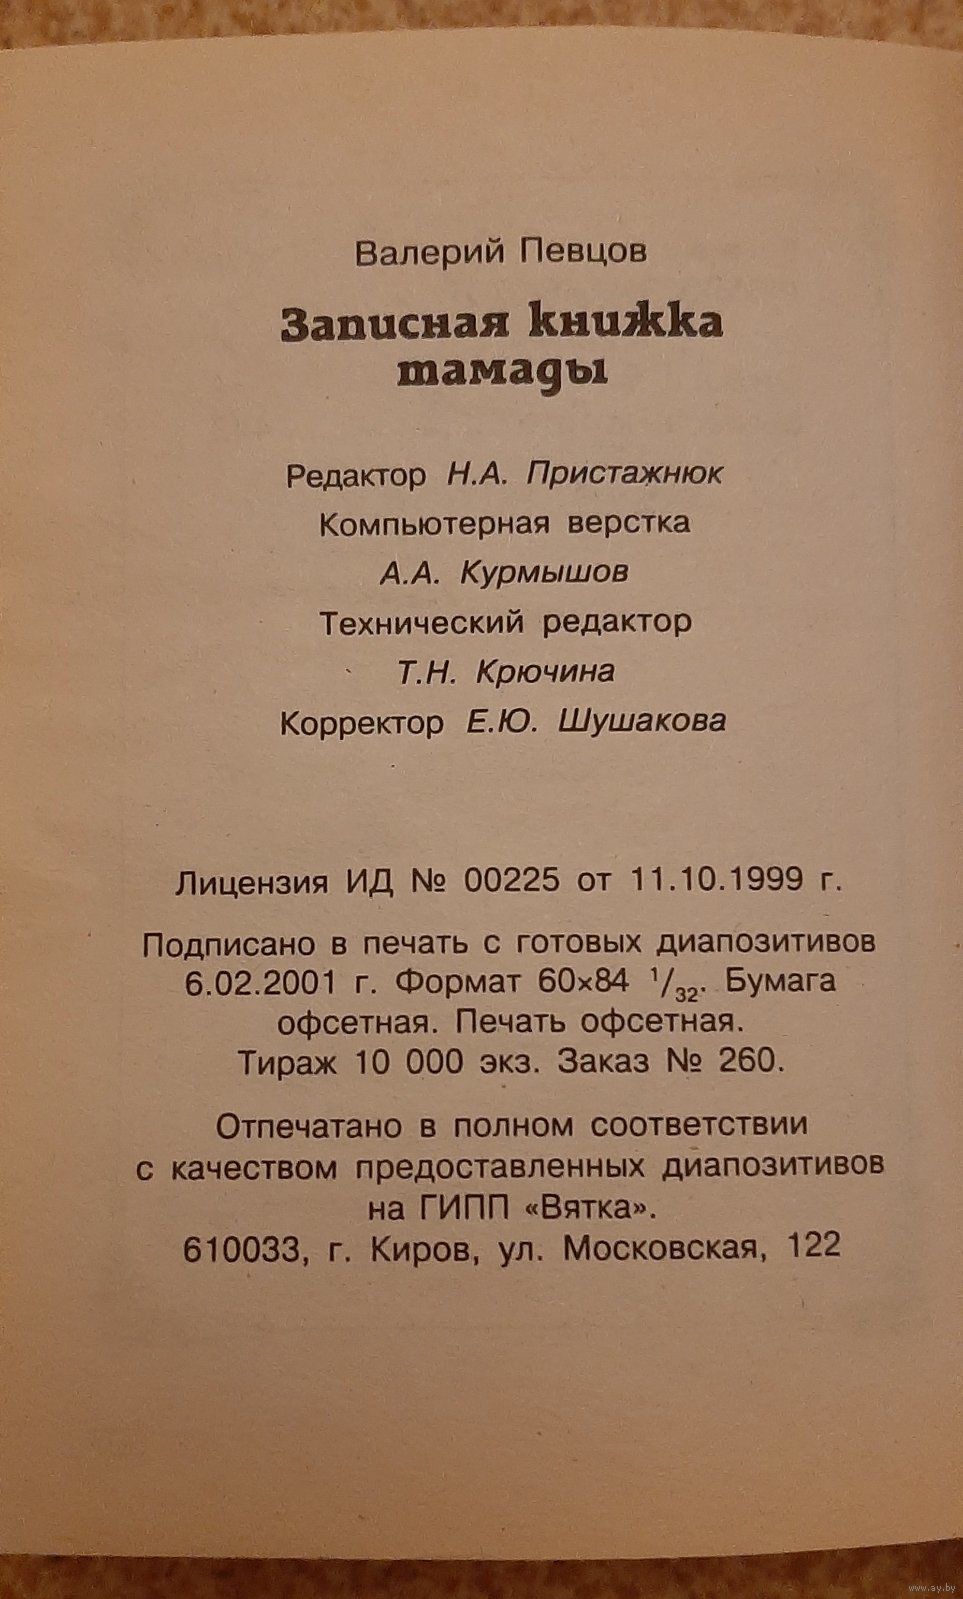 Валерий Певцов
Записная книжка
тамады
Редактор Н.А. Пристажнюк
Компьютерная верстка
А.А. Курмышов
Технический редактор
Т.Н. Крючина
Корректор Е.Ю. Шушакова
Лицензия ИД № 00225 от 11.10.1999 г.
Подписано в печать с готовых диапозитивов
6.02.2001 г. Формат 60×84 1/32. Бумага
офсетная. Печать офсетная.
Тираж 10 000 экз. Заказ № 260.
Отпечатано в полном соответствии
с качеством предоставленных диапозитивов
на ГИПП «Вятка».
610033, г. Киров, ул. Московская, 122
www.ay.by